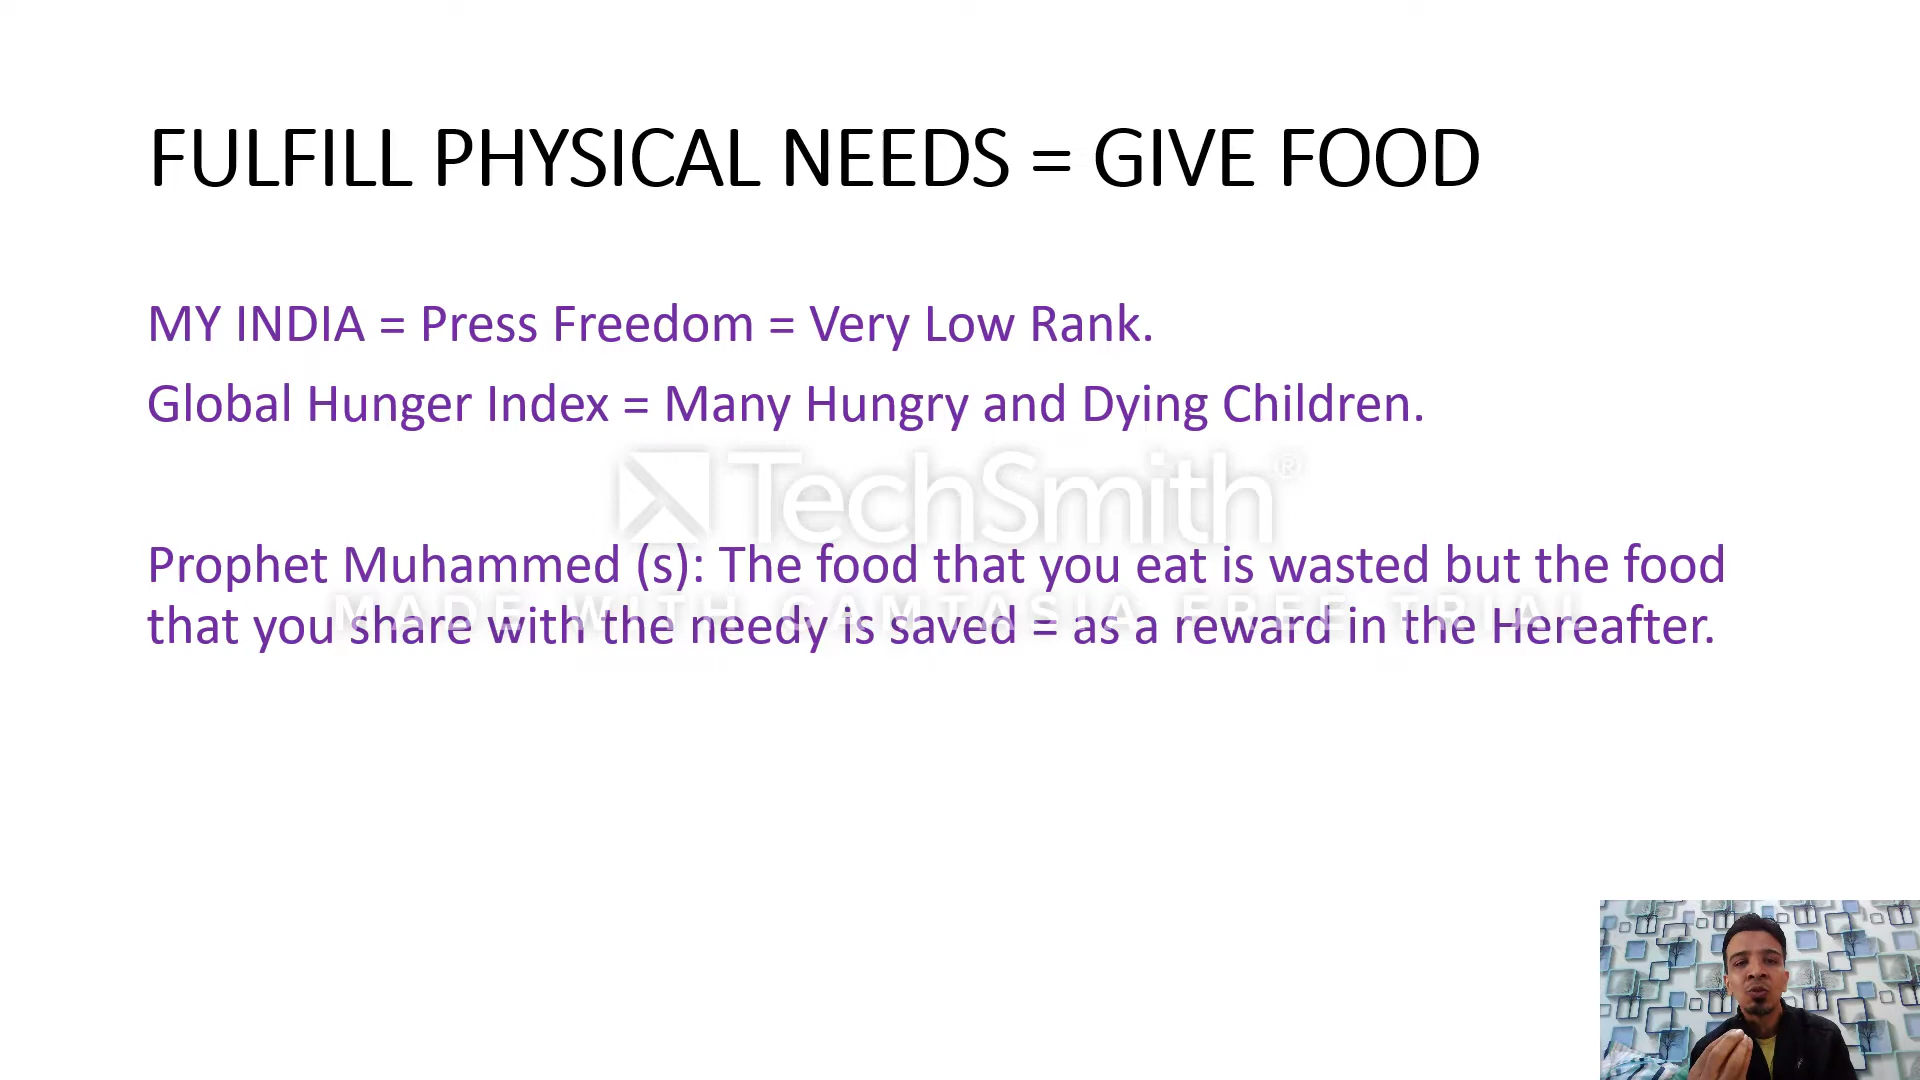 FULFILL PHYSICAL NEEDS = GIVE FOOD
MY INDIA = Press Freedom = Very Low Rank.
Global Hunger Index = Many Hungry and Dying Children.
TechSmith®
Prophet Muhammed (s): The food that you eat is wasted but the food
MADE WITH CAMTASIA FREE TRIAL
that you share with the needy is saved = as a reward in the Hereafter.